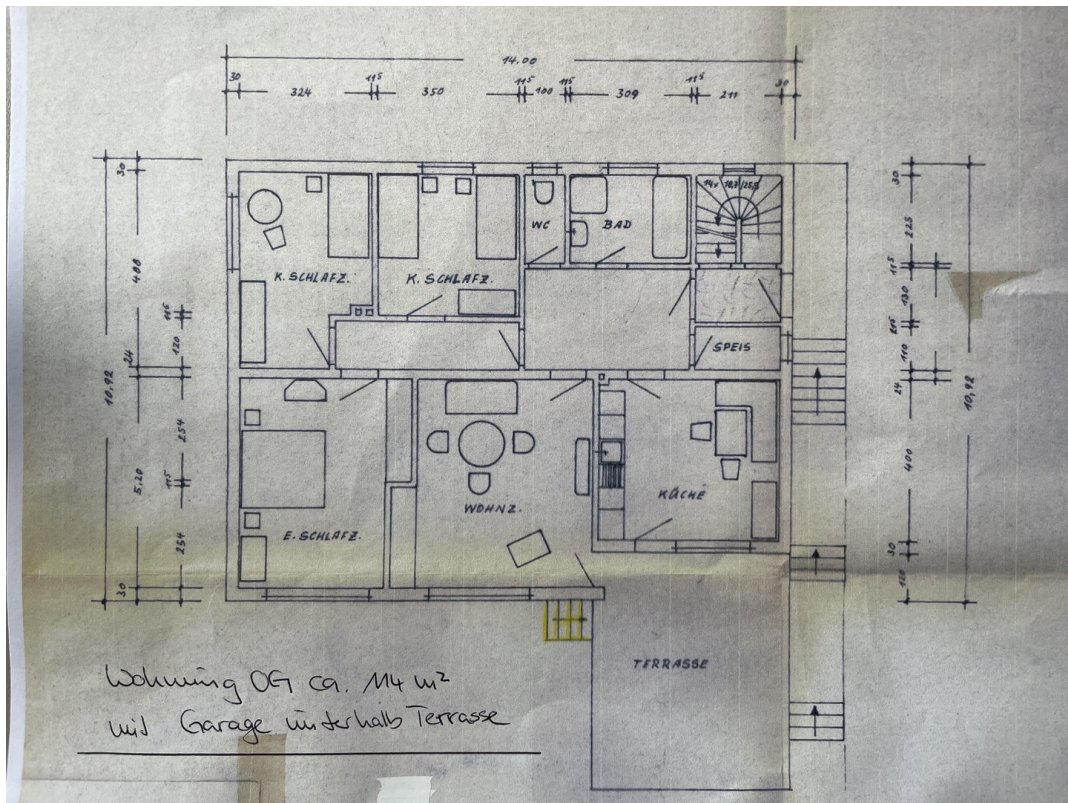 14.00
30 324 11⁵ 350 11⁵ 100 11⁵ 309 11⁵ 211 30
WC
BAD
K. SCHLAFZ.
K. SCHLAFZ.
SPEIS
E. SCHLAFZ.
WOHNZ.
KÜCHE
TERRASSE
10,92
30
400
24
5,20
30
11⁵
120
254
11⁵
254
30
225
11⁵
130
110
24
400
30
120
10,92
Wohnung OG ca. 114 m²
mit Garage unterhalb Terrasse